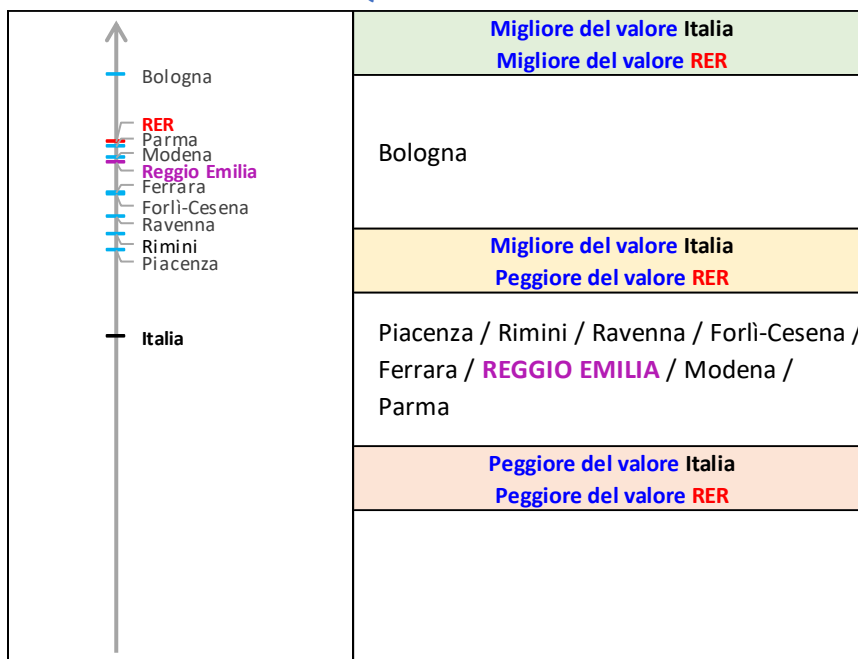 Bologna
RER
Parma
Modena
Reggio Emilia
Ferrara
Forlì-Cesena
Ravenna
Rimini
Piacenza
Italia
Migliore del valore Italia
Migliore del valore RER
Bologna
Migliore del valore Italia
Peggiore del valore RER
Piacenza / Rimini / Ravenna / Forlì-Cesena /
Ferrara / REGGIO EMILIA / Modena /
Parma
Peggiore del valore Italia
Peggiore del valore RER